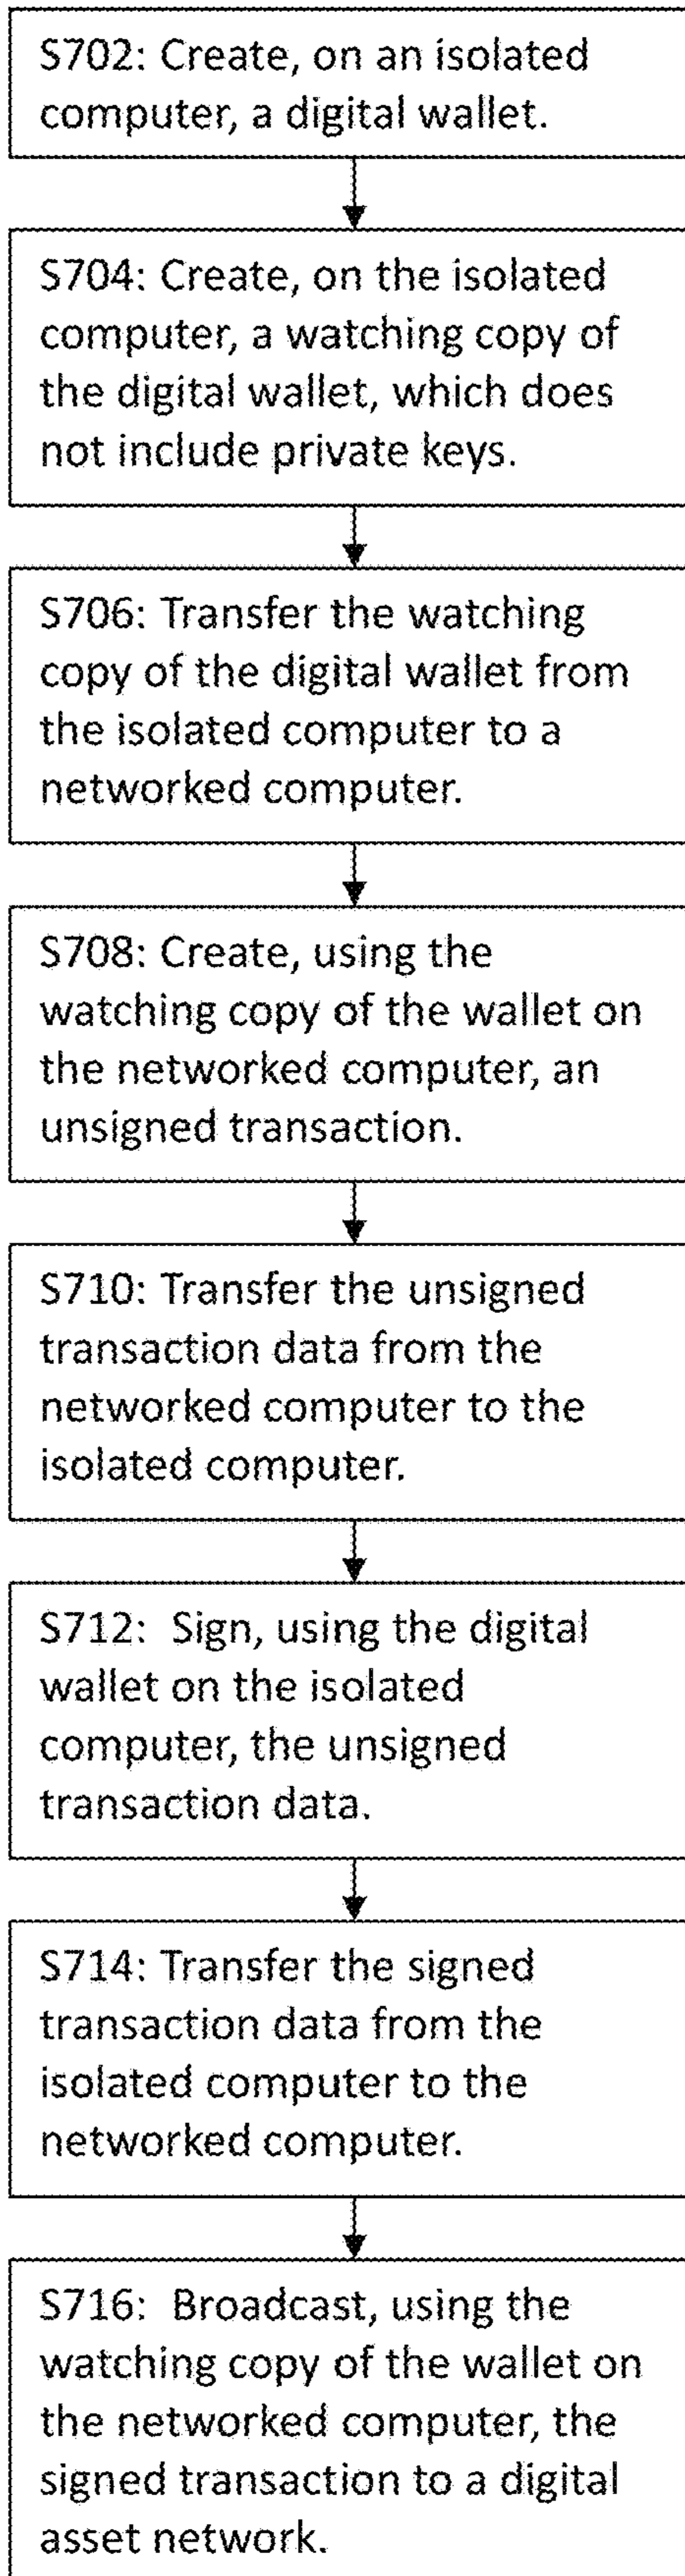 S702: Create, on an isolated
computer, a digital wallet.
S704: Create, on the isolated
computer, a watching copy of
the digital wallet, which does
not include private keys.
S706: Transfer the watching
copy of the digital wallet from
the isolated computer to a
networked computer.
S708: Create, using the
watching copy of the wallet on
the networked computer, an
unsigned transaction.
S710: Transfer the unsigned
transaction data from the
networked computer to the
isolated computer.
S712:  Sign, using the digital
wallet on the isolated
computer, the unsigned
transaction data.
S714: Transfer the signed
transaction data from the
isolated computer to the
networked computer.
S716:  Broadcast, using the
watching copy of the wallet on
the networked computer, the
signed transaction to a digital
asset network.